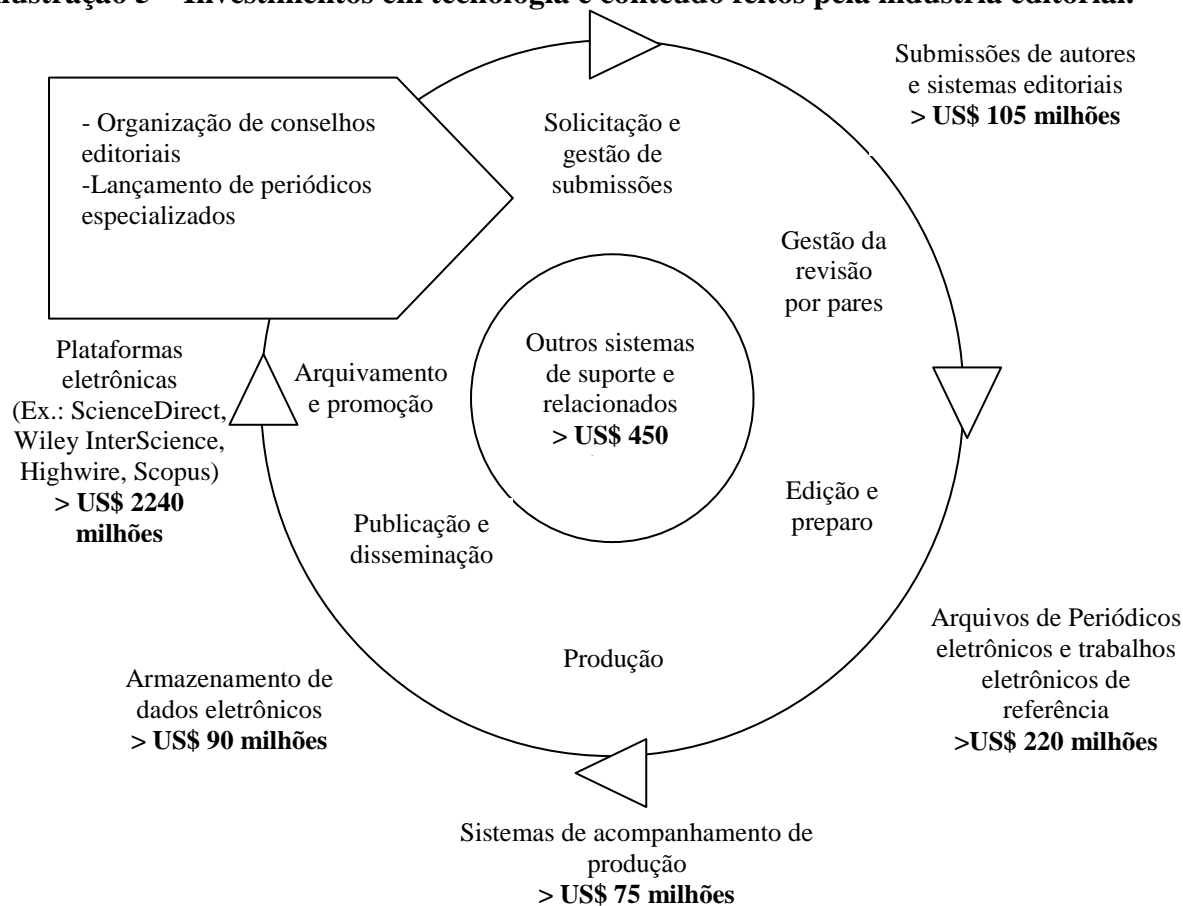 Investimentos em tecnologia e conteúdo feitos pela indústria editorial.
Submissões de autores
e sistemas editoriais
> US$ 105 milhões
- Organização de conselhos
editoriais
-Lançamento de periódicos
especializados
Solicitação e
gestão de
submissões
Gestão da
revisão
por pares
Outros sistemas
de suporte e
relacionados
> US$ 450
Plataformas
eletrônicas
(Ex.: ScienceDirect,
Wiley InterScience,
Highwire, Scopus)
> US$ 2240
milhões
Arquivamento
e promoção
Edição e
preparo
Publicação e
disseminação
Produção
Arquivos de Periódicos
eletrônicos e trabalhos
eletrônicos de
referência
>US$ 220 milhões
Armazenamento de
dados eletrônicos
> US$ 90 milhões
Sistemas de acompanhamento de
produção
> US$ 75 milhões